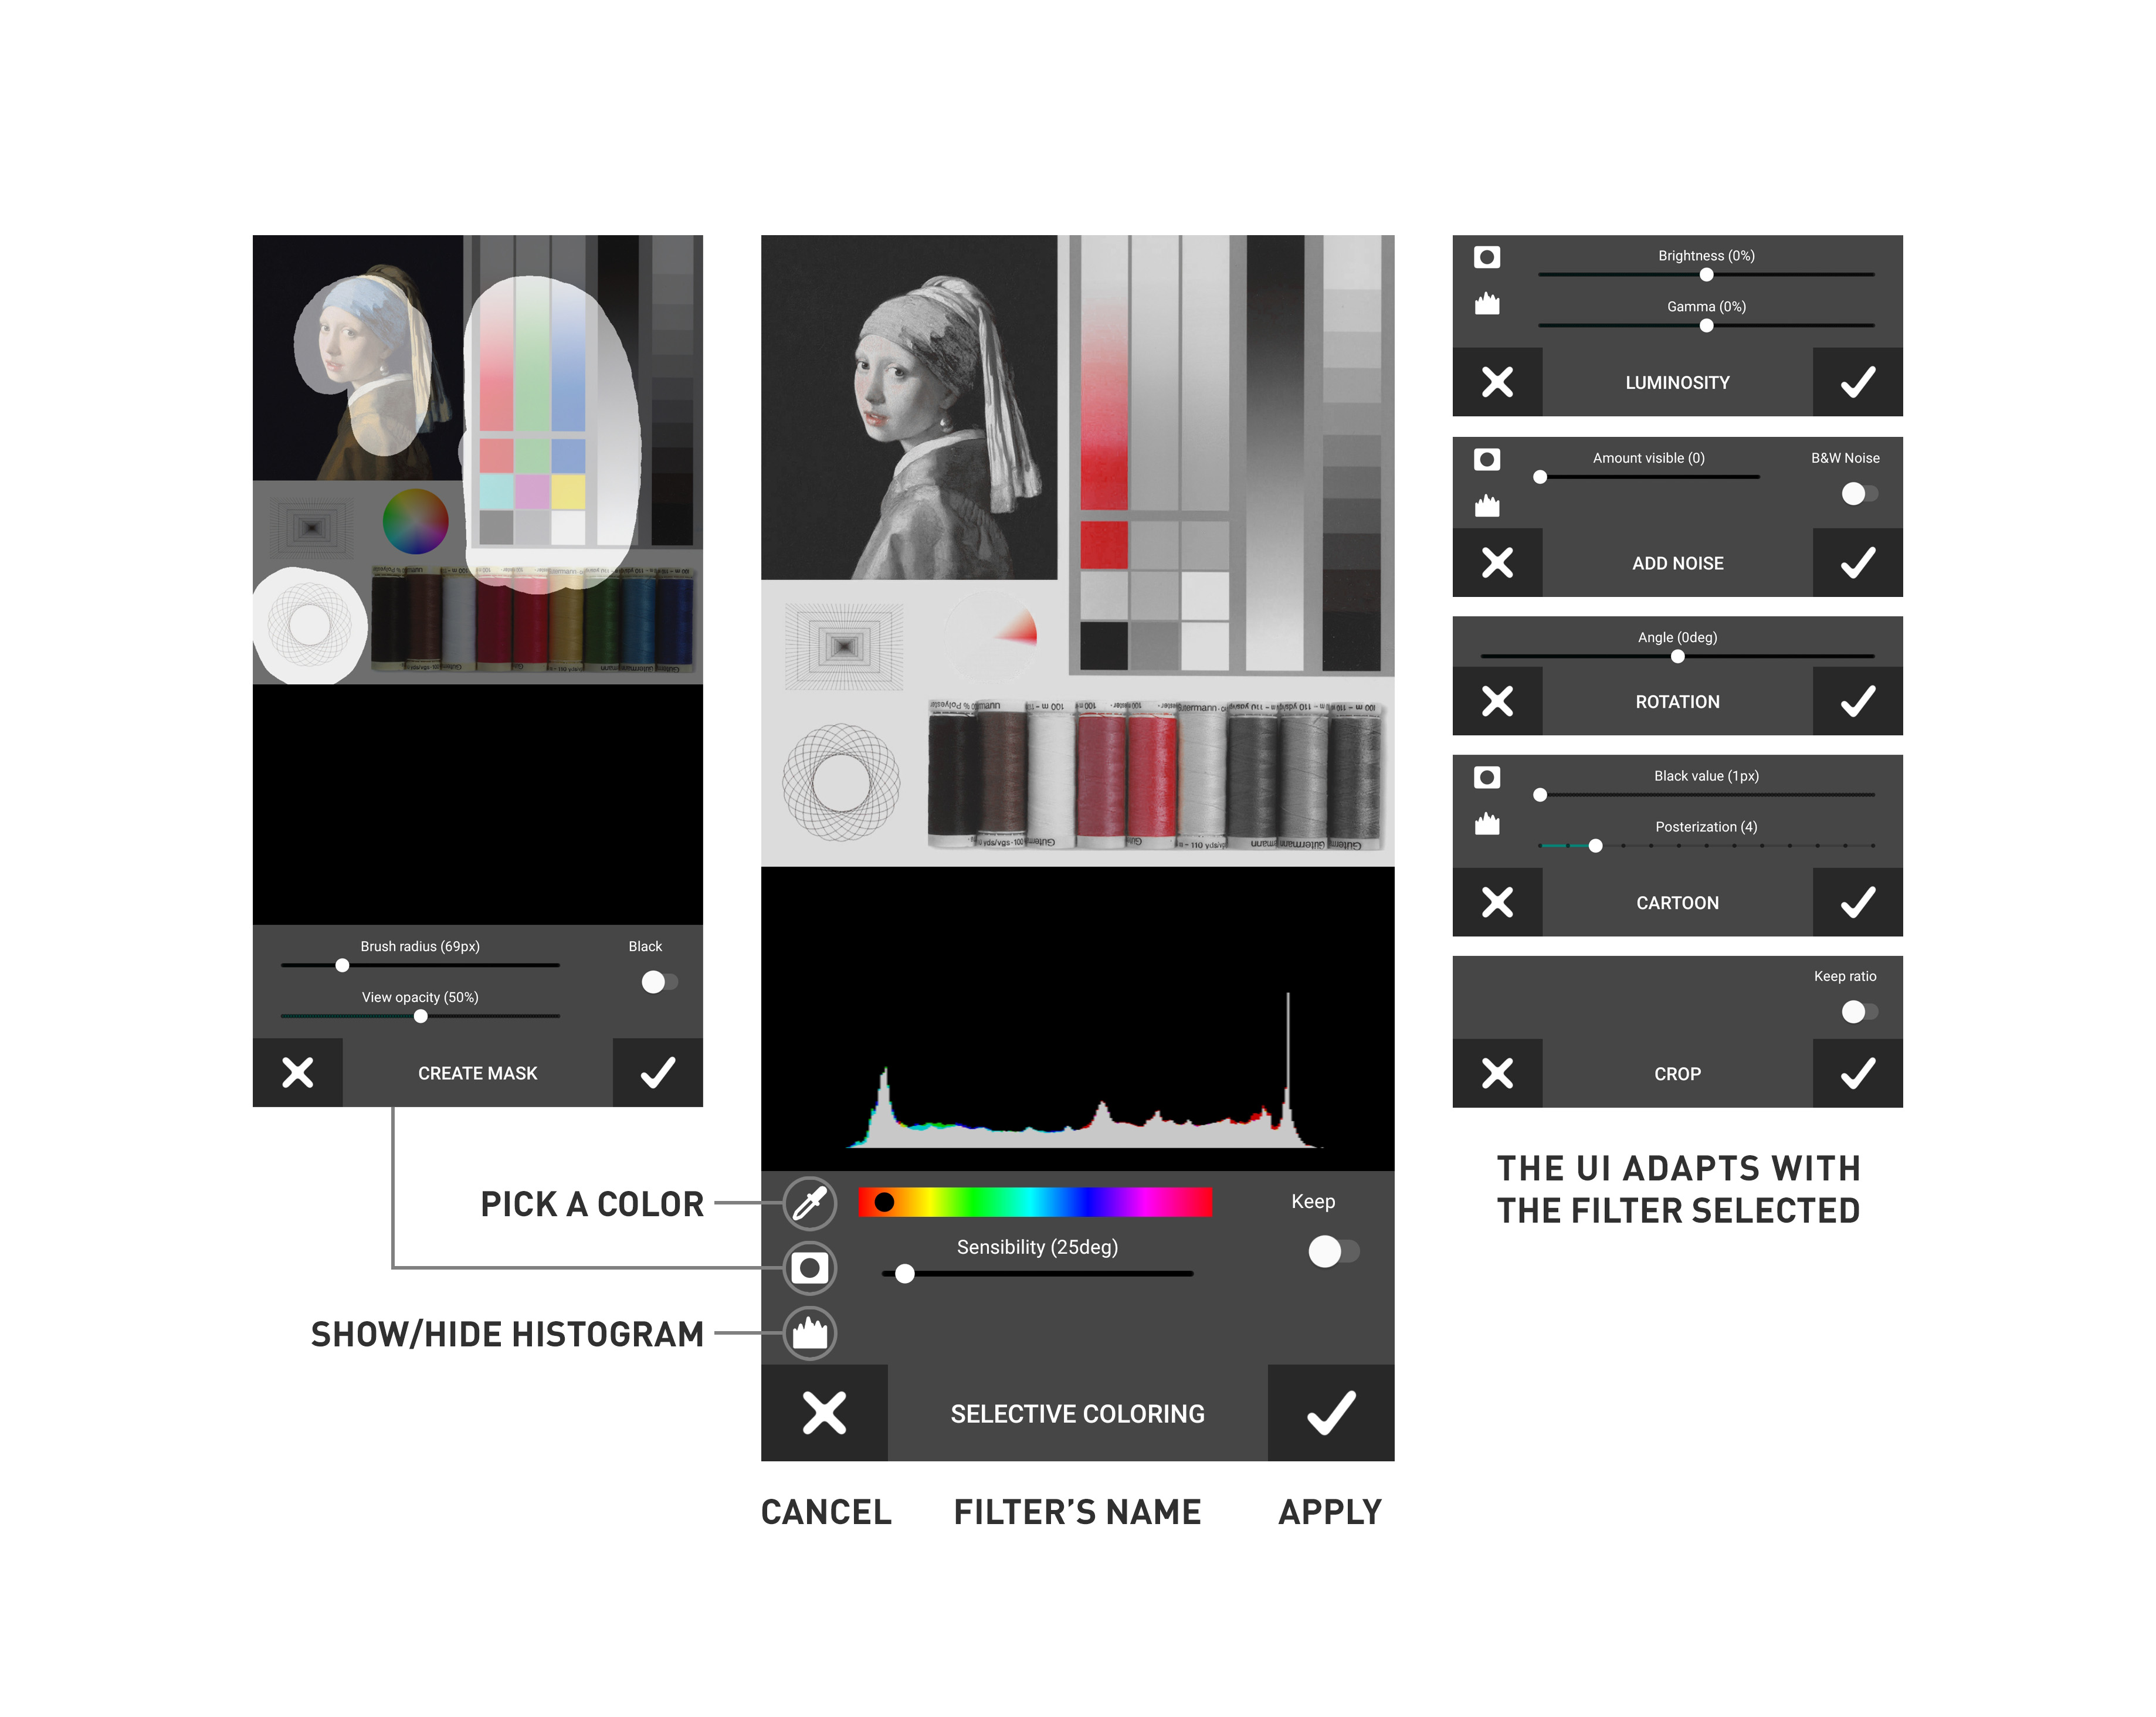 Brush radius (69px)
Black
View opacity (50%)
CREATE MASK
PICK A COLOR
SHOW/HIDE HISTOGRAM
Keep
Sensibility (25deg)
SELECTIVE COLORING
CANCEL
FILTER’S NAME
APPLY
Brightness (0%)
Gamma (0%)
LUMINOSITY
Amount visible (0)
B&W Noise
ADD NOISE
Angle (0deg)
ROTATION
Black value (1px)
Posterization (4)
CARTOON
Keep ratio
CROP
THE UI ADAPTS WITH
THE FILTER SELECTED